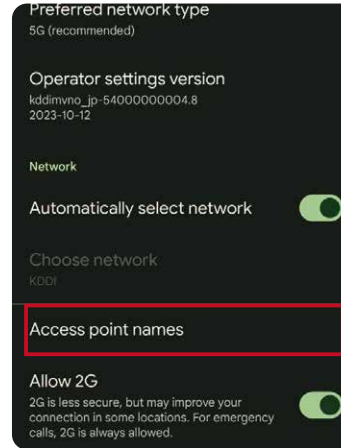 Preferred network type
5G (recommended)
Operator settings version
kddimvno_jp-54000000004.8
2023-10-12
Network
Automatically select network
Choose network
KDDI
Access point names
Allow 2G
2G is less secure, but may improve your
connection in some locations. For emergency
calls, 2G is always allowed.